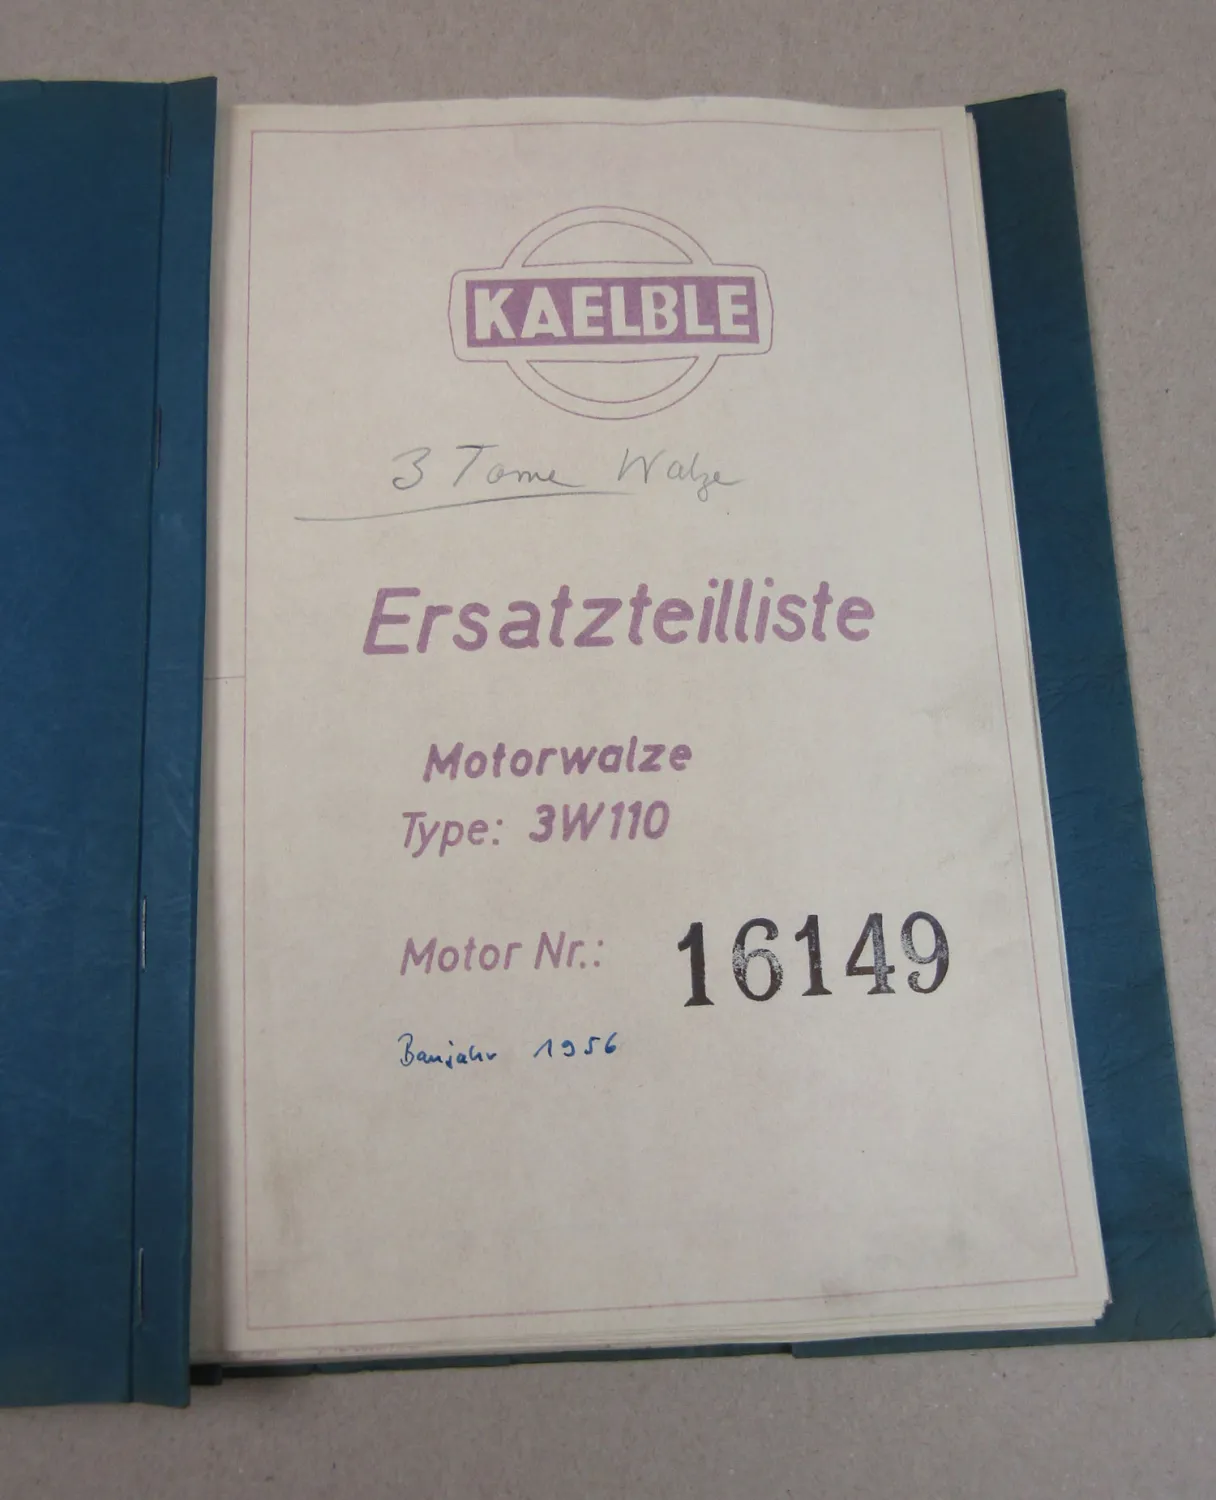 KAELBLE
3 Tonne Walze
Ersatzteilliste
Motorwalze
Type: 3W110
Motor Nr.: 16149
Baujahr 1956